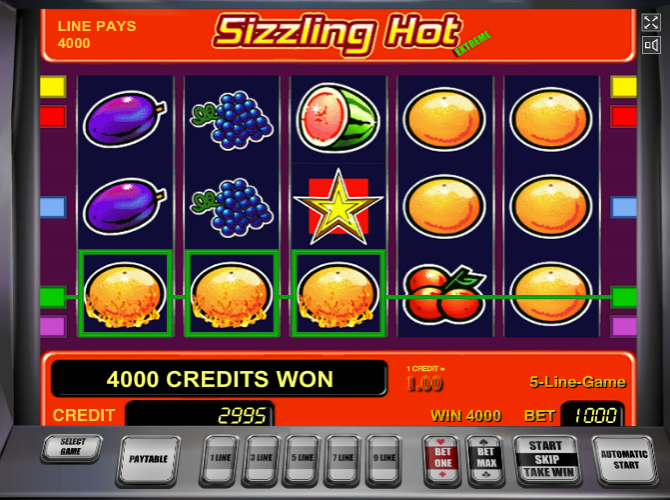 LINE PAYS
4000
Sizzling Hot
EXTREME
4000 CREDITS WON
1 CREDIT =
1.00
5-Line-Game
CREDIT 2995 WIN 4000 BET 1000
SELECT GAME
PAYTABLE
1 LINE
3 LINE
5 LINE
7 LINE
9 LINE
BET ONE
BET MAX
START
SKIP
TAKE WIN
AUTOMATIC START